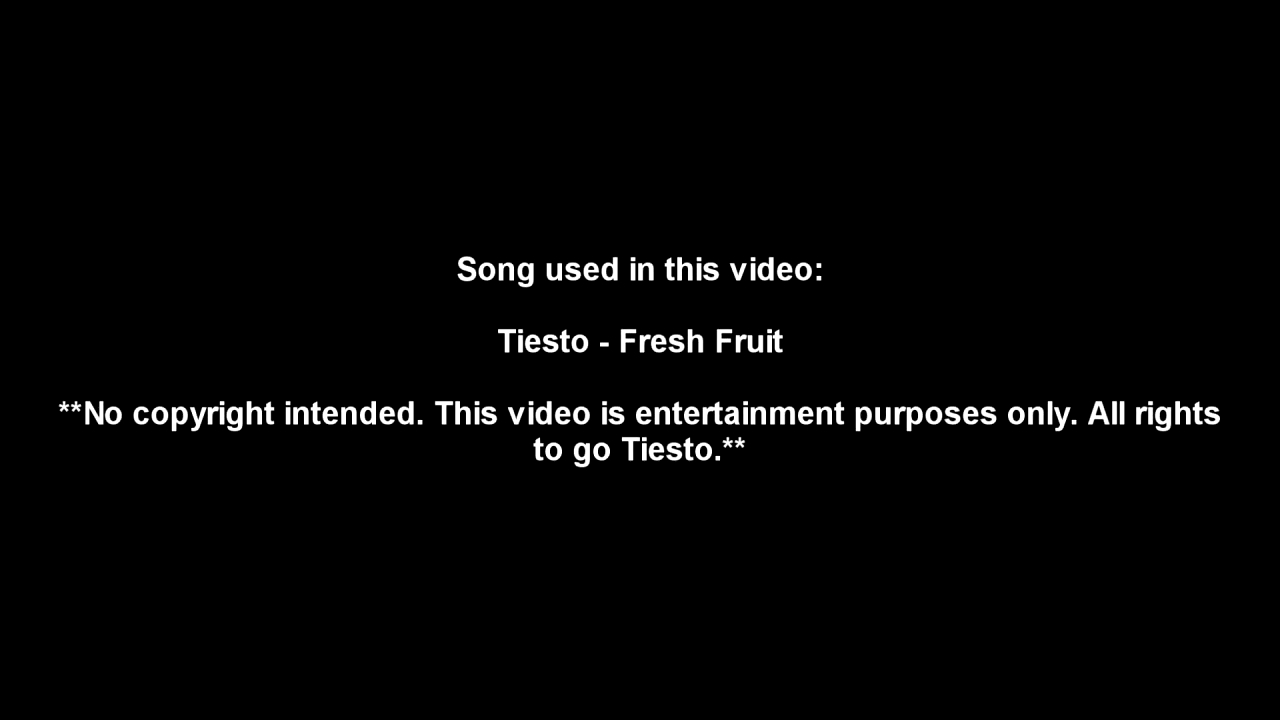 Song used in this video:
Tiesto - Fresh Fruit
**No copyright intended. This video is entertainment purposes only. All rights
to go Tiesto.**